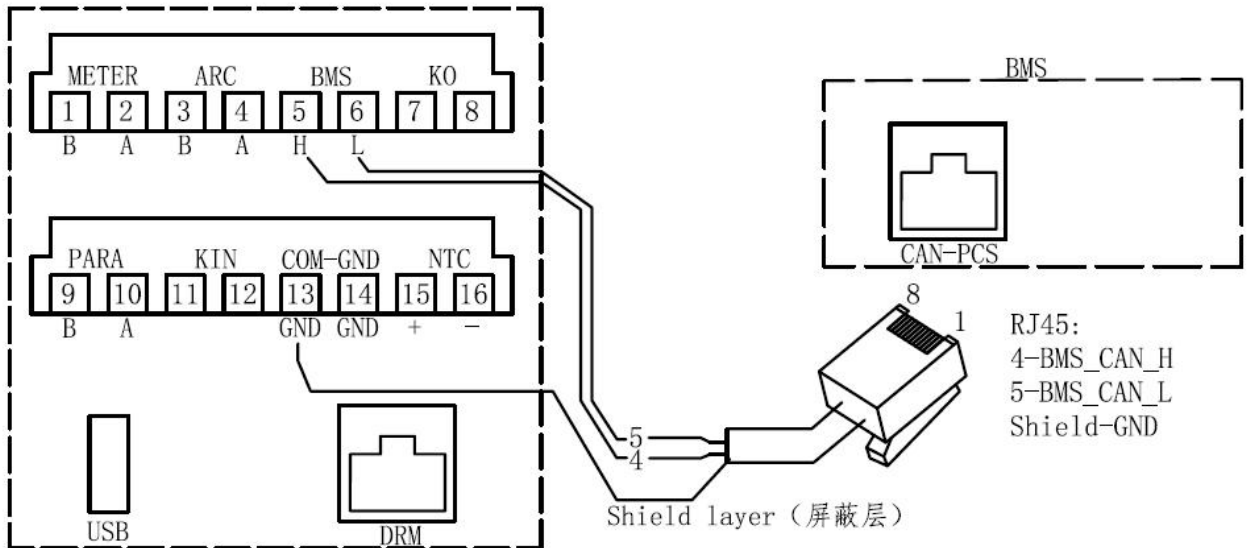 METER ARC BMS KO
1 2 3 4 5 6 7 8
B A B A H L
PARA KIN COM-GND NTC
9 10 11 12 13 14 15 16
B A GND GND + −
USB
DRM
BMS
CAN-PCS
8
1
RJ45:
4-BMS_CAN_H
5-BMS_CAN_L
Shield-GND
5
4
Shield layer（屏蔽层）